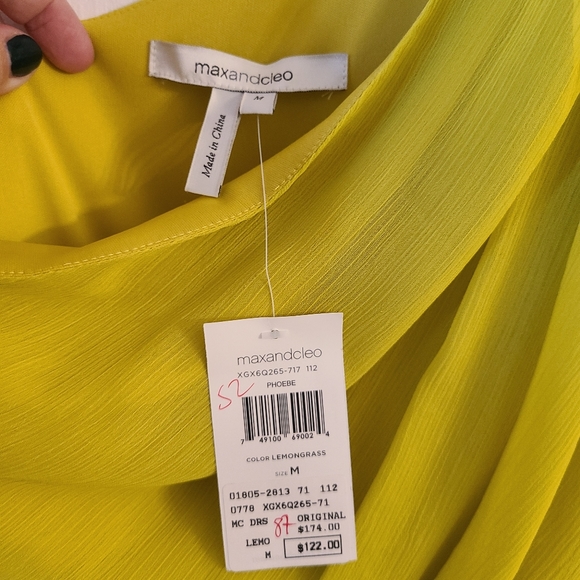 maxandcleo
M
Made in China
maxandcleo
XGX6Q265-717 112
PHOEBE
52
7 49100 69002 4
COLOR LEMONGRASS
SIZE M
01805-2813 71 112
0778 XGX6Q265-71
MC DRS 87 ORIGINAL
$174.00
LEMO
M $122.00